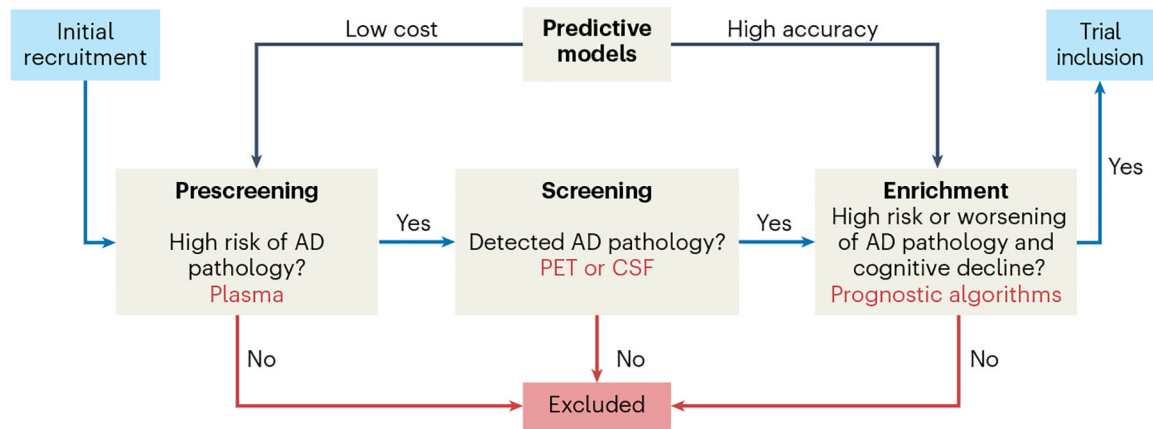 Initial
recruitment
Low cost
Predictive
models
High accuracy
Trial
inclusion
Prescreening
High risk of AD
pathology?
Plasma
Yes
Screening
Detected AD pathology?
PET or CSF
Yes
Enrichment
High risk or worsening
of AD pathology and
cognitive decline?
Prognostic algorithms
Yes
No
No
No
Excluded